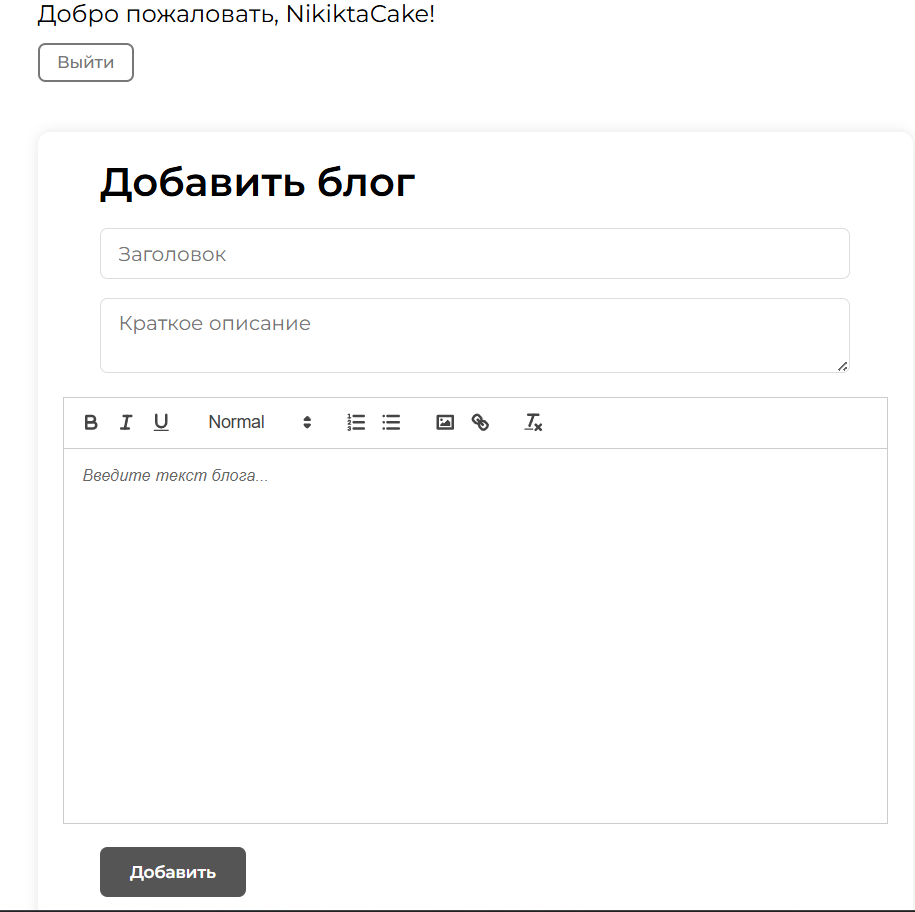 Добро пожаловать, NikiktaCake!
Выйти
Добавить блог
Заголовок
Краткое описание
B I U Normal
Введите текст блога...
Добавить